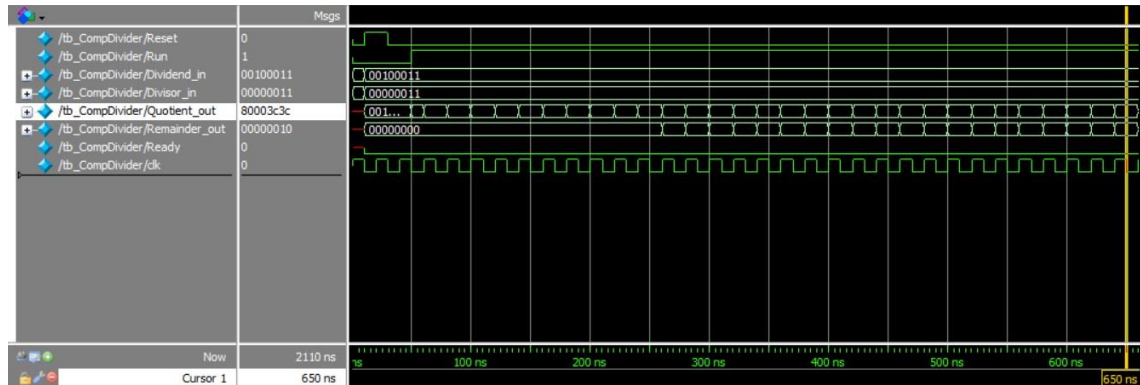 Msgs
/tb_CompDivider/Reset 0
/tb_CompDivider/Run 1
/tb_CompDivider/Dividend_in 00100011 00100011
/tb_CompDivider/Divisor_in 00000011 00000011
/tb_CompDivider/Quotient_out 80003c3c 001...
/tb_CompDivider/Remainder_out 00000010 00000000
/tb_CompDivider/Ready 0
/tb_CompDivider/clk 0
Now 2110 ns ns 100 ns 200 ns 300 ns 400 ns 500 ns 600 ns
Cursor 1 650 ns 650 ns